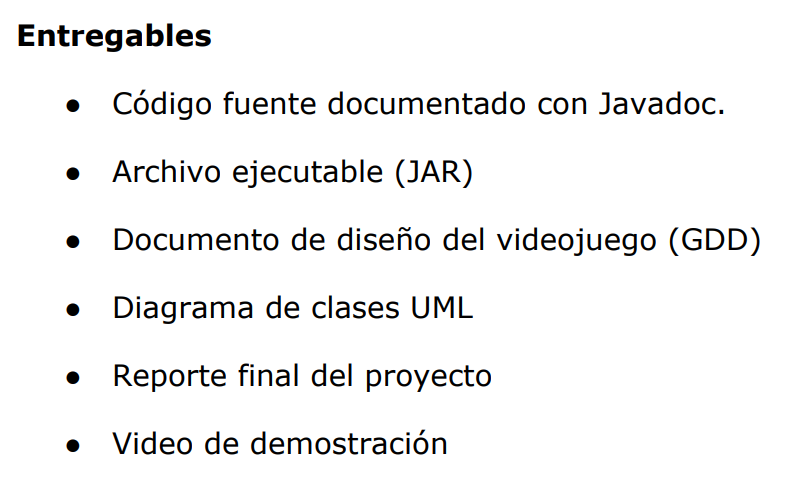 Entregables
● Código fuente documentado con Javadoc.
● Archivo ejecutable (JAR)
● Documento de diseño del videojuego (GDD)
● Diagrama de clases UML
● Reporte final del proyecto
● Video de demostración